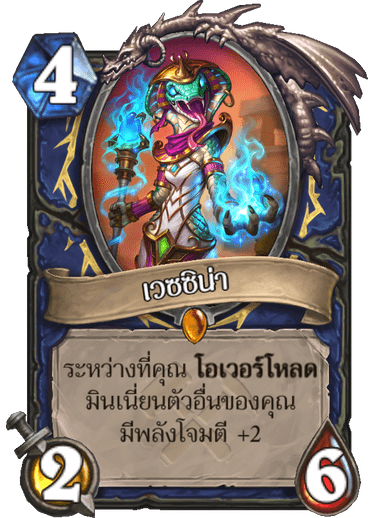 4
เวซซิน่า
ระหว่างที่คุณ โอเวอร์โหลด
มินเนี่ยนตัวอื่นของคุณ
มีพลังโจมตี +2
2
6